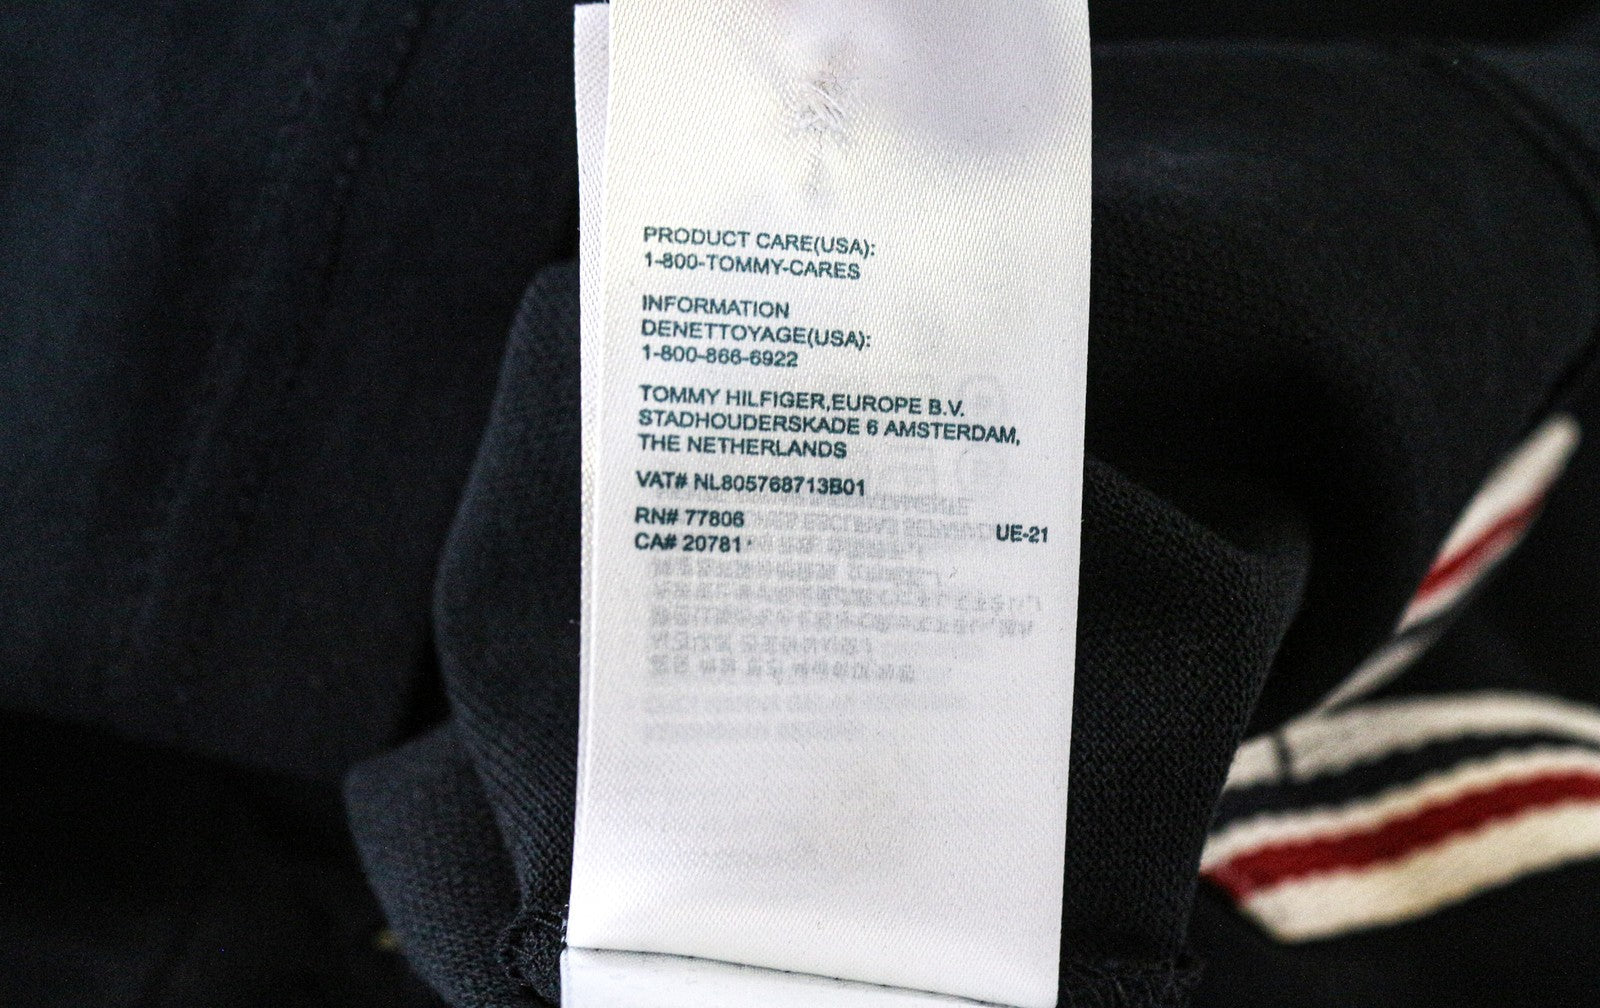 PRODUCT CARE(USA):
1-800-TOMMY-CARES
INFORMATION
DENETTOYAGE(USA):
1-800-866-6922
TOMMY HILFIGER,EUROPE B.V.
STADHOUDERSKADE 6 AMSTERDAM,
THE NETHERLANDS
VAT# NL805768713B01
RN# 77806
CA# 20781
UE-21